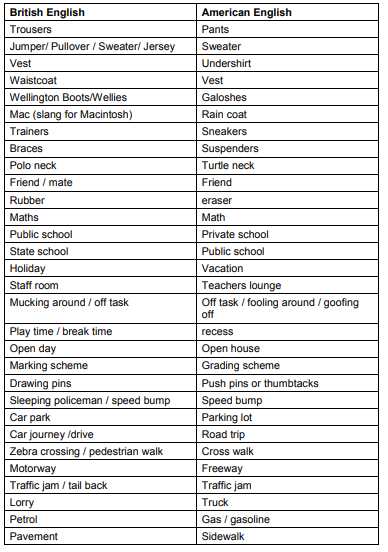 British English American English
Trousers Pants
Jumper/ Pullover / Sweater/ Jersey Sweater
Vest Undershirt
Waistcoat Vest
Wellington Boots/Wellies Galoshes
Mac (slang for Macintosh) Rain coat
Trainers Sneakers
Braces Suspenders
Polo neck Turtle neck
Friend / mate Friend
Rubber eraser
Maths Math
Public school Private school
State school Public school
Holiday Vacation
Staff room Teachers lounge
Mucking around / off task Off task / fooling around / goofing
off
Play time / break time recess
Open day Open house
Marking scheme Grading scheme
Drawing pins Push pins or thumbtacks
Sleeping policeman / speed bump Speed bump
Car park Parking lot
Car journey /drive Road trip
Zebra crossing / pedestrian walk Cross walk
Motorway Freeway
Traffic jam / tail back Traffic jam
Lorry Truck
Petrol Gas / gasoline
Pavement Sidewalk